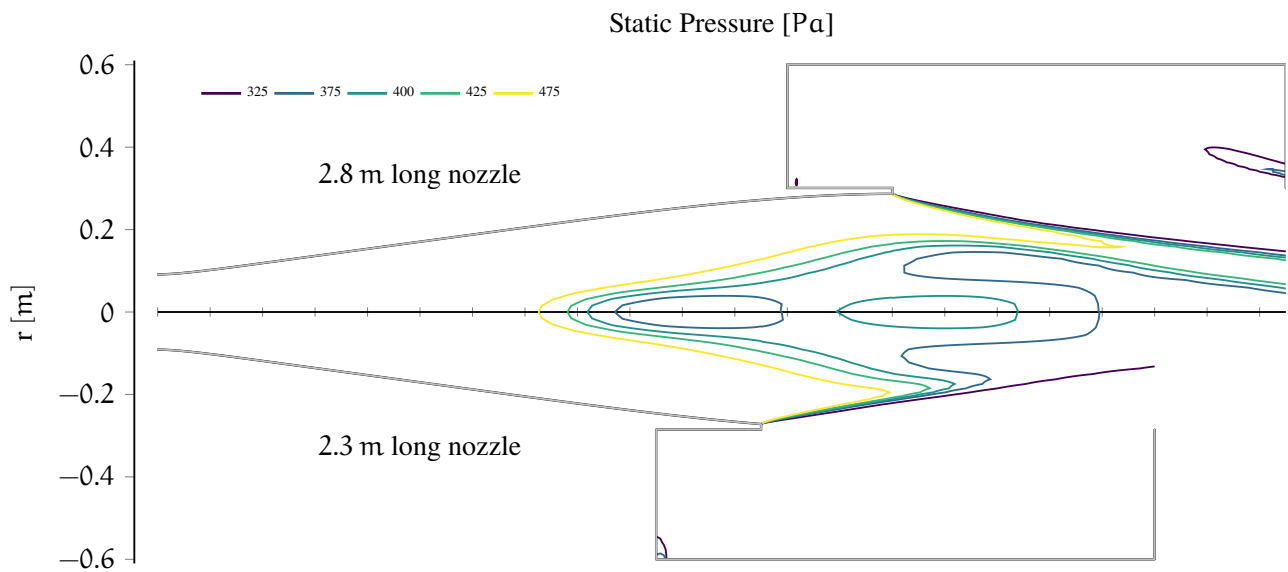 Static Pressure [Pa]
0.6
325 375 400 425 475
0.4
2.8 m long nozzle
0.2
r [m]
0
−0.2
2.3 m long nozzle
−0.4
−0.6